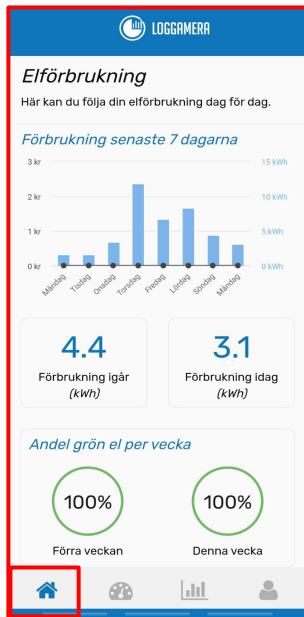 LOGGAMERA
Elförbrukning
Här kan du följa din elförbrukning dag för dag.
Förbrukning senaste 7 dagarna
3 kr
15 kWh
2 kr
10 kWh
1 kr
5 kWh
0 kr
0 kWh
Måndag
Tisdag
Onsdag
Torsdag
Fredag
Lördag
Söndag
Måndag
4.4
3.1
Förbrukning igår
Förbrukning idag
(kWh)
(kWh)
Andel grön el per vecka
100%
100%
Förra veckan
Denna vecka